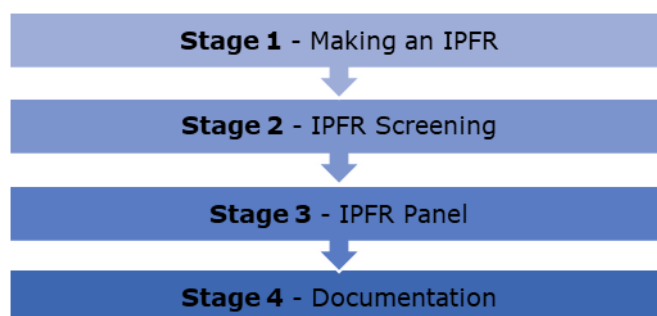 Stage 1 - Making an IPFR
Stage 2 - IPFR Screening
Stage 3 - IPFR Panel
Stage 4 - Documentation